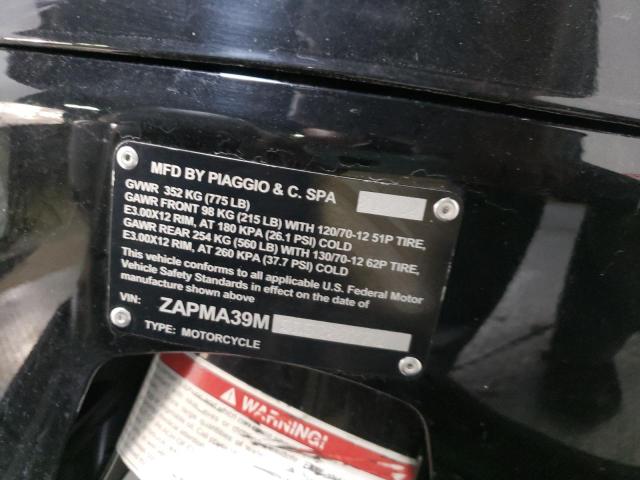 MFD BY PIAGGIO & C. SPA
GVWR 352 KG (775 LB)
GAWR FRONT 98 KG (215 LB) WITH 120/70-12 51P TIRE,
E3.00X12 RIM, AT 180 KPA (26.1 PSI) COLD
GAWR REAR 254 KG (560 LB) WITH 130/70-12 62P TIRE,
E3.00X12 RIM, AT 260 KPA (37.7 PSI) COLD
This vehicle conforms to all applicable U.S. Federal Motor
Vehicle Safety Standards in effect on the date of
manufacture shown above
VIN: ZAPMA39M
TYPE: MOTORCYCLE
WARNING!